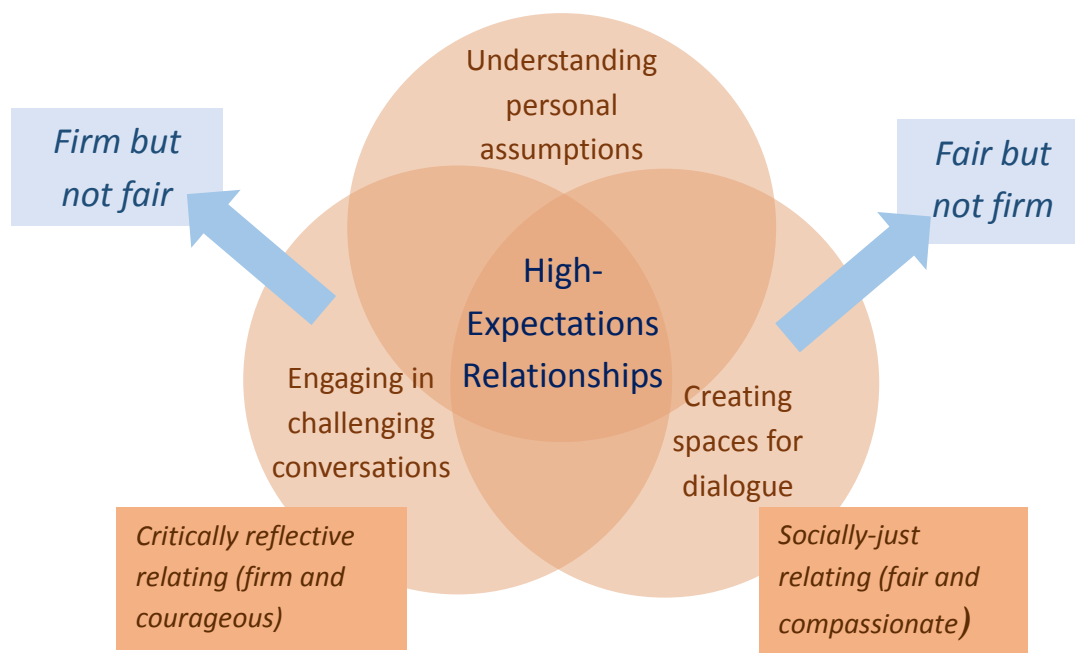 Understanding
personal
assumptions
Firm but
not fair
Fair but
not firm
High-
Expectations
Relationships
Engaging in
challenging
conversations
Creating
spaces for
dialogue
Critically reflective
relating (firm and
courageous)
Socially-just
relating (fair and
compassionate)